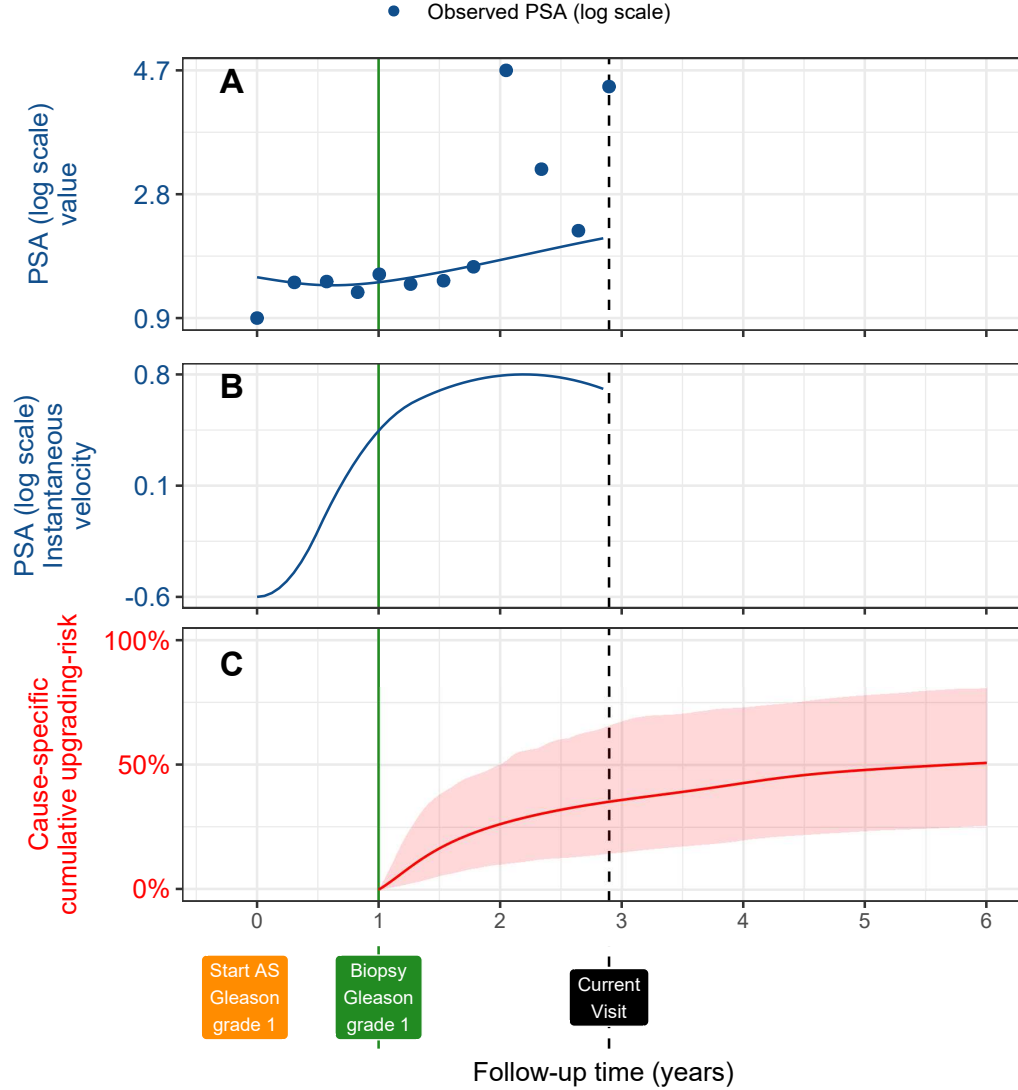 Observed PSA (log scale)
A
PSA (log scale)
value
4.7
2.8
0.9
B
PSA (log scale)
Instantaneous
velocity
0.8
0.1
-0.6
C
Cause-specific
cumulative upgrading-risk
100%
50%
0%
0 1 2 3 4 5 6
Start AS
Gleason
grade 1
Biopsy
Gleason
grade 1
Current
Visit
Follow-up time (years)